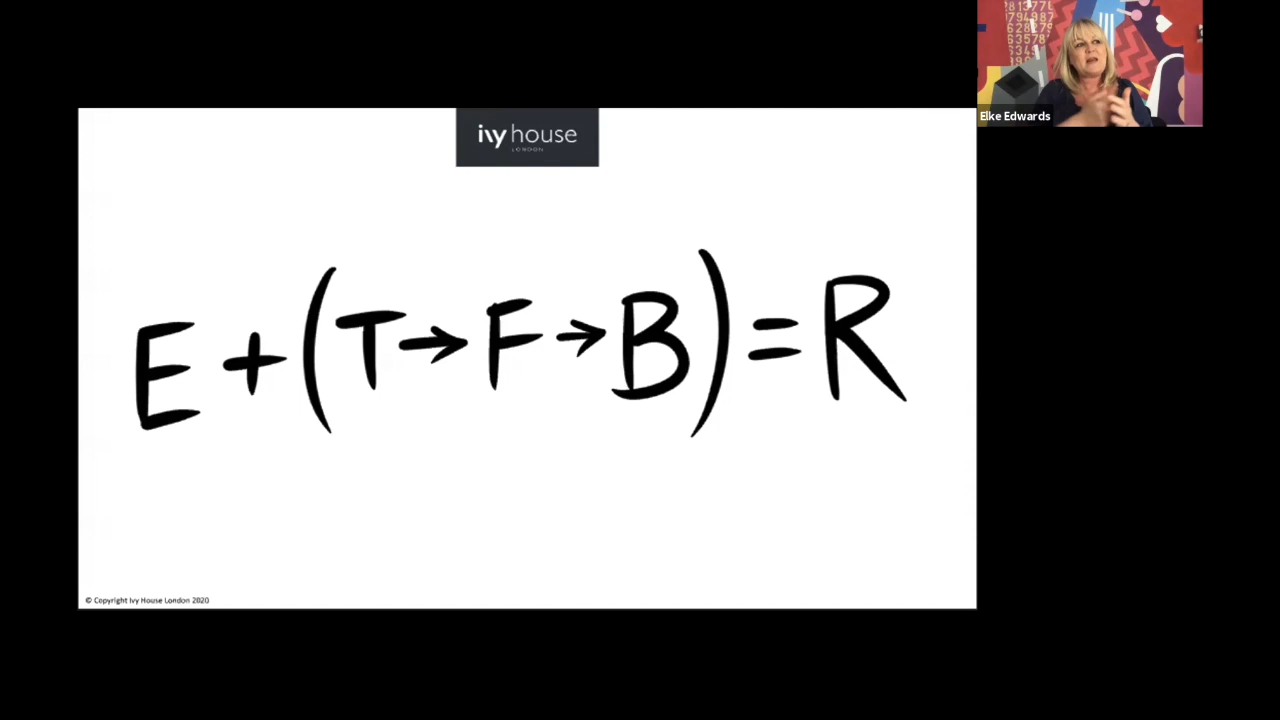 ivy house
LONDON
E + (T → F → B) = R
© Copyright Ivy House London 2020
Elke Edwards